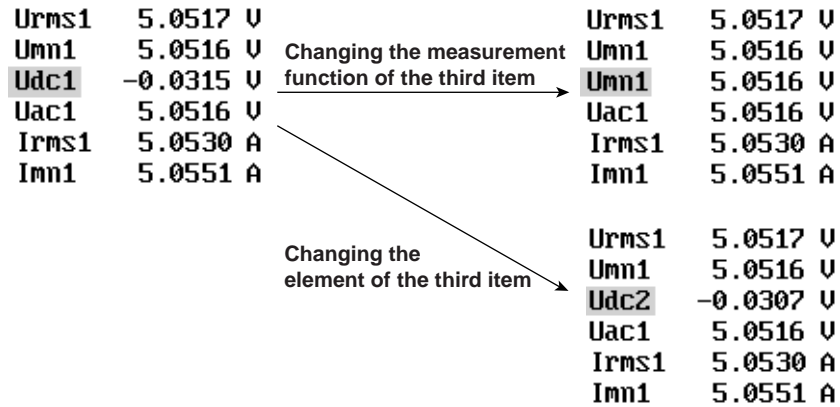 Urms1 5.0517 V
Umn1 5.0516 V
Udc1 -0.0315 V
Uac1 5.0516 V
Irms1 5.0530 A
Imn1 5.0551 A
Changing the measurement
function of the third item
Urms1 5.0517 V
Umn1 5.0516 V
Umn1 5.0516 V
Uac1 5.0516 V
Irms1 5.0530 A
Imn1 5.0551 A
Changing the
element of the third item
Urms1 5.0517 V
Umn1 5.0516 V
Udc2 -0.0307 V
Uac1 5.0516 V
Irms1 5.0530 A
Imn1 5.0551 A